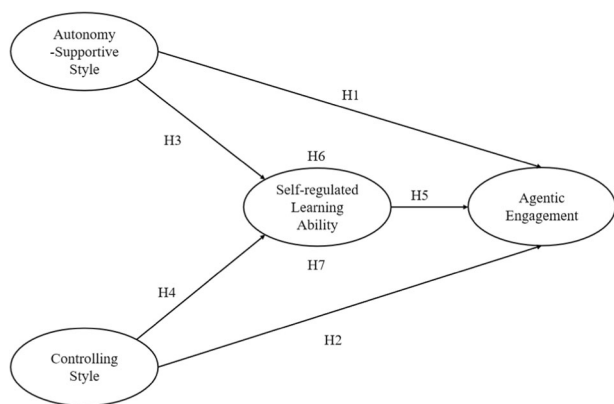 Autonomy
-Supportive
Style
H1
H3
H6
Self-regulated
Learning
Ability
H5
Agentic
Engagement
H7
H4
H2
Controlling
Style